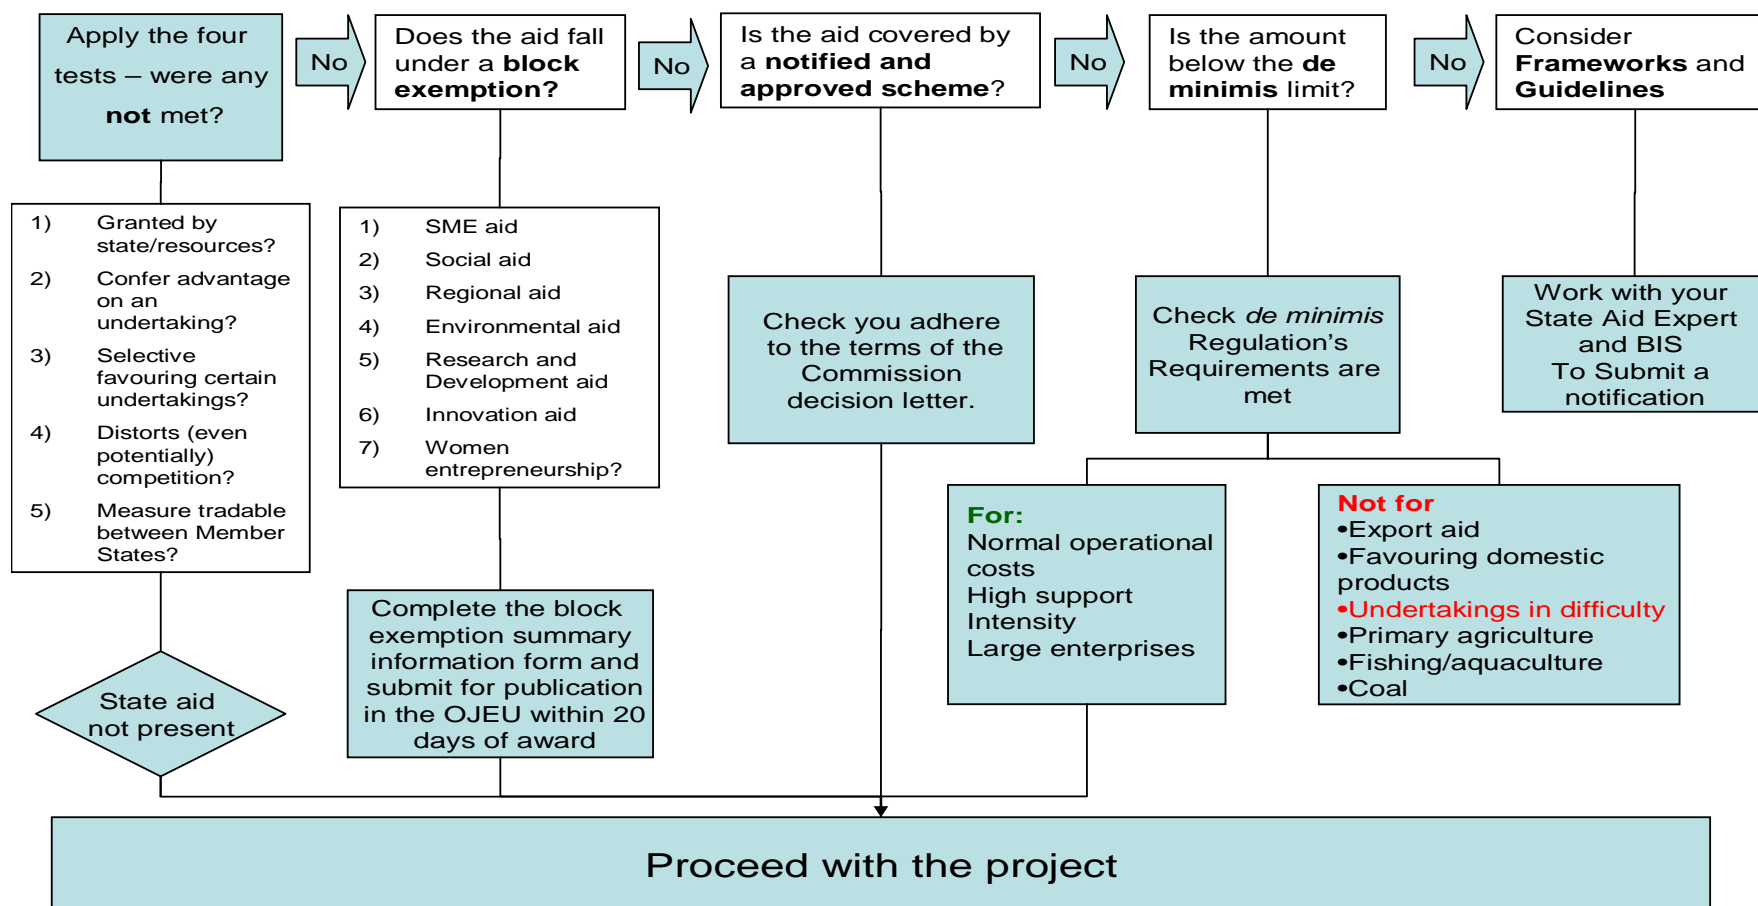 Apply the four
tests – were any
not met?
No
Does the aid fall
under a block
exemption?
No
Is the aid covered by
a notified and
approved scheme?
No
Is the amount
below the de
minimis limit?
No
Consider
Frameworks and
Guidelines
1) Granted by
state/resources?
2) Confer advantage
on an
undertaking?
3) Selective
favouring certain
undertakings?
4) Distorts (even
potentially)
competition?
5) Measure tradable
between Member
States?
1) SME aid
2) Social aid
3) Regional aid
4) Environmental aid
5) Research and
Development aid
6) Innovation aid
7) Women
entrepreneurship?
Check you adhere
to the terms of the
Commission
decision letter.
Check de minimis
Regulation’s
Requirements are
met
Work with your
State Aid Expert
and BIS
To Submit a
notification
For:
Normal operational
costs
High support
Intensity
Large enterprises
Not for
•Export aid
•Favouring domestic
products
•Undertakings in difficulty
•Primary agriculture
•Fishing/aquaculture
•Coal
State aid
not present
Complete the block
exemption summary
information form and
submit for publication
in the OJEU within 20
days of award
Proceed with the project